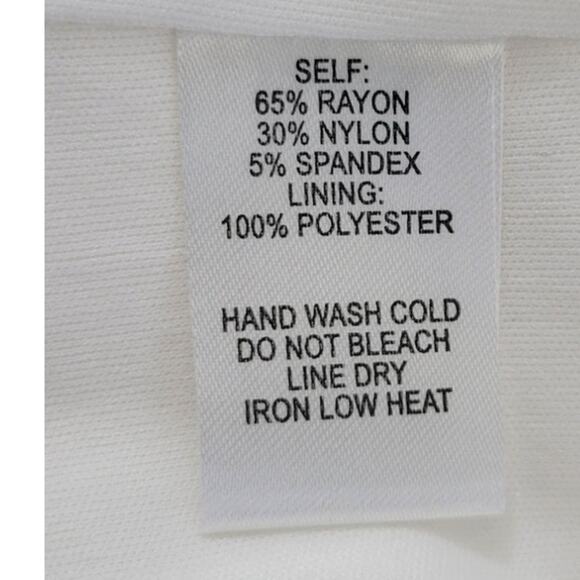 SELF:
65% RAYON
30% NYLON
5% SPANDEX
LINING:
100% POLYESTER
HAND WASH COLD
DO NOT BLEACH
LINE DRY
IRON LOW HEAT